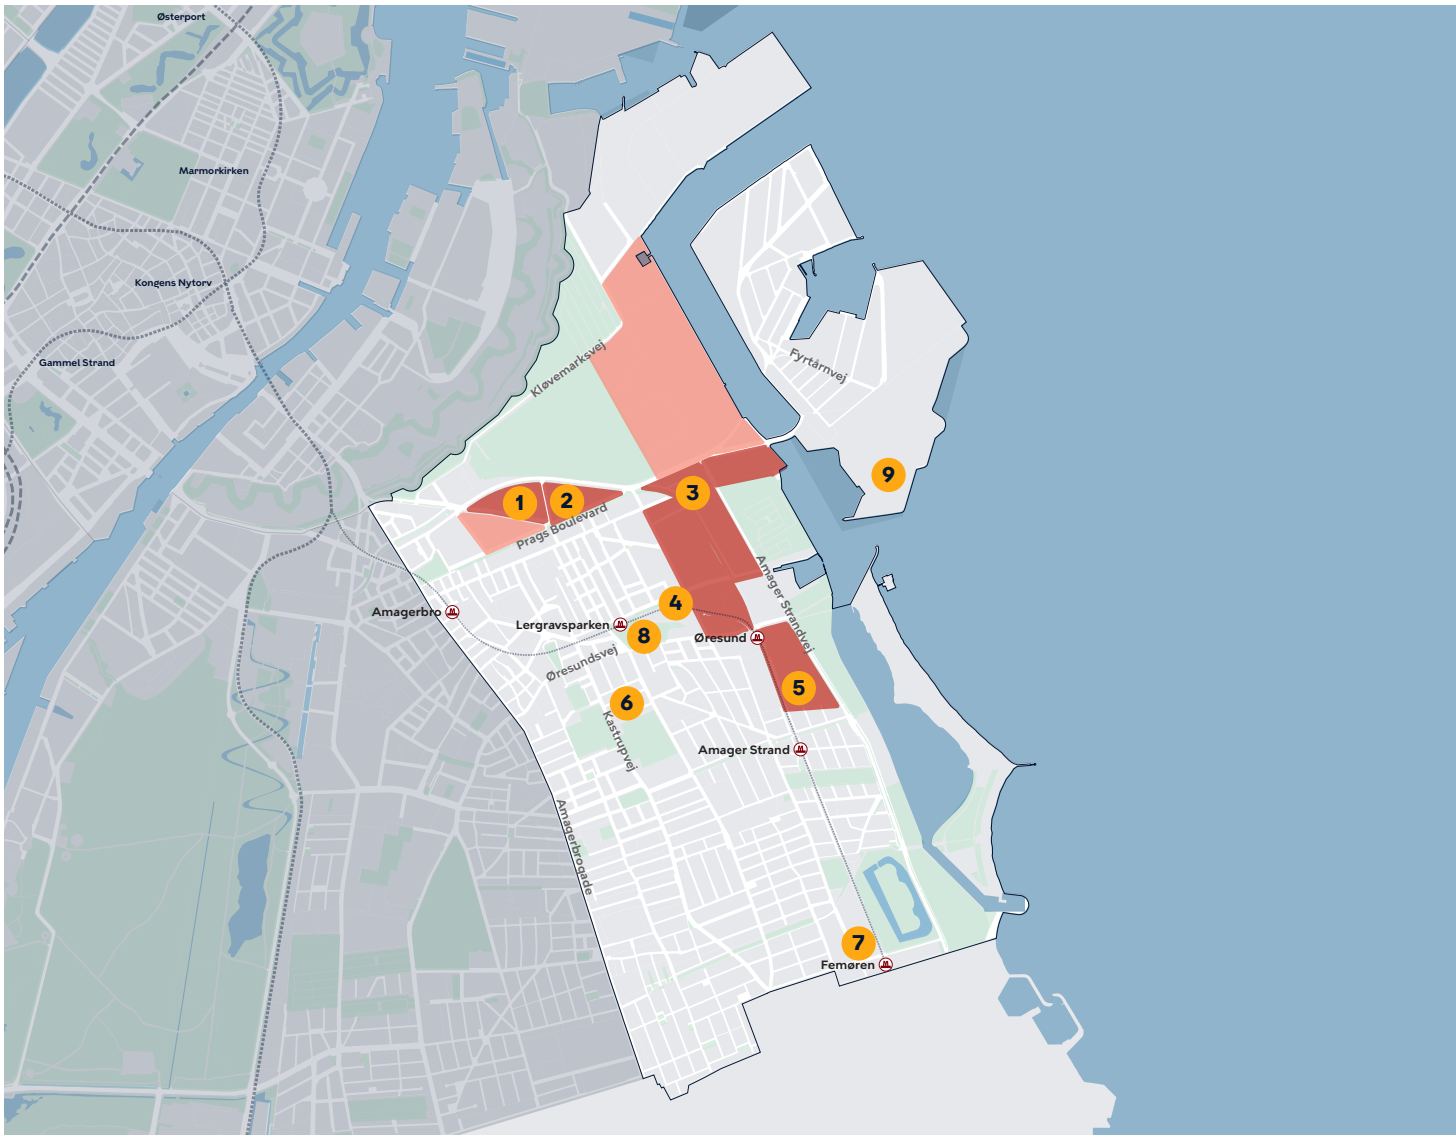 Østerport
Marmorkirken
Kongens Nytorv
Gammel Strand
Kløvemarksvej
Fyrtårnvej
9
1
2
3
Prags Boulevard
Amager Strandvej
Amagerbro
4
Lergravsparken
8
Øresund
Øresundsvej
5
6
Kastrupvej
Amager Strand
Amagerbrogade
7
Femøren